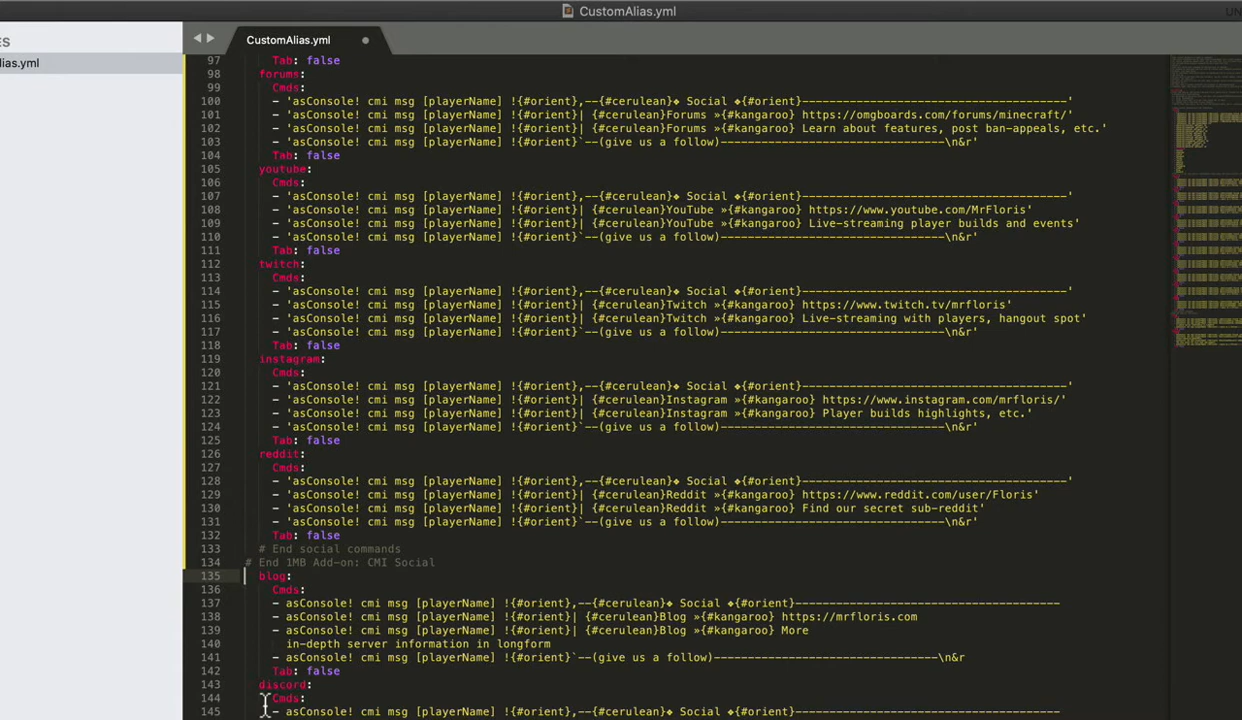 CustomAlias.yml
UN
ES
CustomAlias.yml
lias.yml
97 Tab: false
98 forums:
99 Cmds:
100 - 'asConsole! cmi msg [playerName] !{#orient},--{#cerulean}❖ Social ❖{#orient}---------------------------------------'
101 - 'asConsole! cmi msg [playerName] !{#orient}| {#cerulean}Forums »{#kangaroo} https://omgboards.com/forums/minecraft/'
102 - 'asConsole! cmi msg [playerName] !{#orient}| {#cerulean}Forums »{#kangaroo} Learn about features, post ban-appeals, etc.'
103 - 'asConsole! cmi msg [playerName] !{#orient}`--(give us a follow)---------------------------------\n&r'
104 Tab: false
105 youtube:
106 Cmds:
107 - 'asConsole! cmi msg [playerName] !{#orient},--{#cerulean}❖ Social ❖{#orient}---------------------------------------'
108 - 'asConsole! cmi msg [playerName] !{#orient}| {#cerulean}YouTube »{#kangaroo} https://www.youtube.com/MrFloris'
109 - 'asConsole! cmi msg [playerName] !{#orient}| {#cerulean}YouTube »{#kangaroo} Live-streaming player builds and events'
110 - 'asConsole! cmi msg [playerName] !{#orient}`--(give us a follow)---------------------------------\n&r'
111 Tab: false
112 twitch:
113 Cmds:
114 - 'asConsole! cmi msg [playerName] !{#orient},--{#cerulean}❖ Social ❖{#orient}---------------------------------------'
115 - 'asConsole! cmi msg [playerName] !{#orient}| {#cerulean}Twitch »{#kangaroo} https://www.twitch.tv/mrfloris'
116 - 'asConsole! cmi msg [playerName] !{#orient}| {#cerulean}Twitch »{#kangaroo} Live-streaming with players, hangout spot'
117 - 'asConsole! cmi msg [playerName] !{#orient}`--(give us a follow)---------------------------------\n&r'
118 Tab: false
119 instagram:
120 Cmds:
121 - 'asConsole! cmi msg [playerName] !{#orient},--{#cerulean}❖ Social ❖{#orient}---------------------------------------'
122 - 'asConsole! cmi msg [playerName] !{#orient}| {#cerulean}Instagram »{#kangaroo} https://www.instagram.com/mrfloris/'
123 - 'asConsole! cmi msg [playerName] !{#orient}| {#cerulean}Instagram »{#kangaroo} Player builds highlights, etc.'
124 - 'asConsole! cmi msg [playerName] !{#orient}`--(give us a follow)---------------------------------\n&r'
125 Tab: false
126 reddit:
127 Cmds:
128 - 'asConsole! cmi msg [playerName] !{#orient},--{#cerulean}❖ Social ❖{#orient}---------------------------------------'
129 - 'asConsole! cmi msg [playerName] !{#orient}| {#cerulean}Reddit »{#kangaroo} https://www.reddit.com/user/Floris'
130 - 'asConsole! cmi msg [playerName] !{#orient}| {#cerulean}Reddit »{#kangaroo} Find our secret sub-reddit'
131 - 'asConsole! cmi msg [playerName] !{#orient}`--(give us a follow)---------------------------------\n&r'
132 Tab: false
133 # End social commands
134 # End 1MB Add-on: CMI Social
135 blog:
136 Cmds:
137 - asConsole! cmi msg [playerName] !{#orient},--{#cerulean}❖ Social ❖{#orient}---------------------------------------
138 - asConsole! cmi msg [playerName] !{#orient}| {#cerulean}Blog »{#kangaroo} https://mrfloris.com
139 - asConsole! cmi msg [playerName] !{#orient}| {#cerulean}Blog »{#kangaroo} More
140 in-depth server information in longform
141 - asConsole! cmi msg [playerName] !{#orient}`--(give us a follow)---------------------------------\n&r
142 Tab: false
143 discord:
144 Cmds:
145 - asConsole! cmi msg [playerName] !{#orient},--{#cerulean}❖ Social ❖{#orient}---------------------------------------